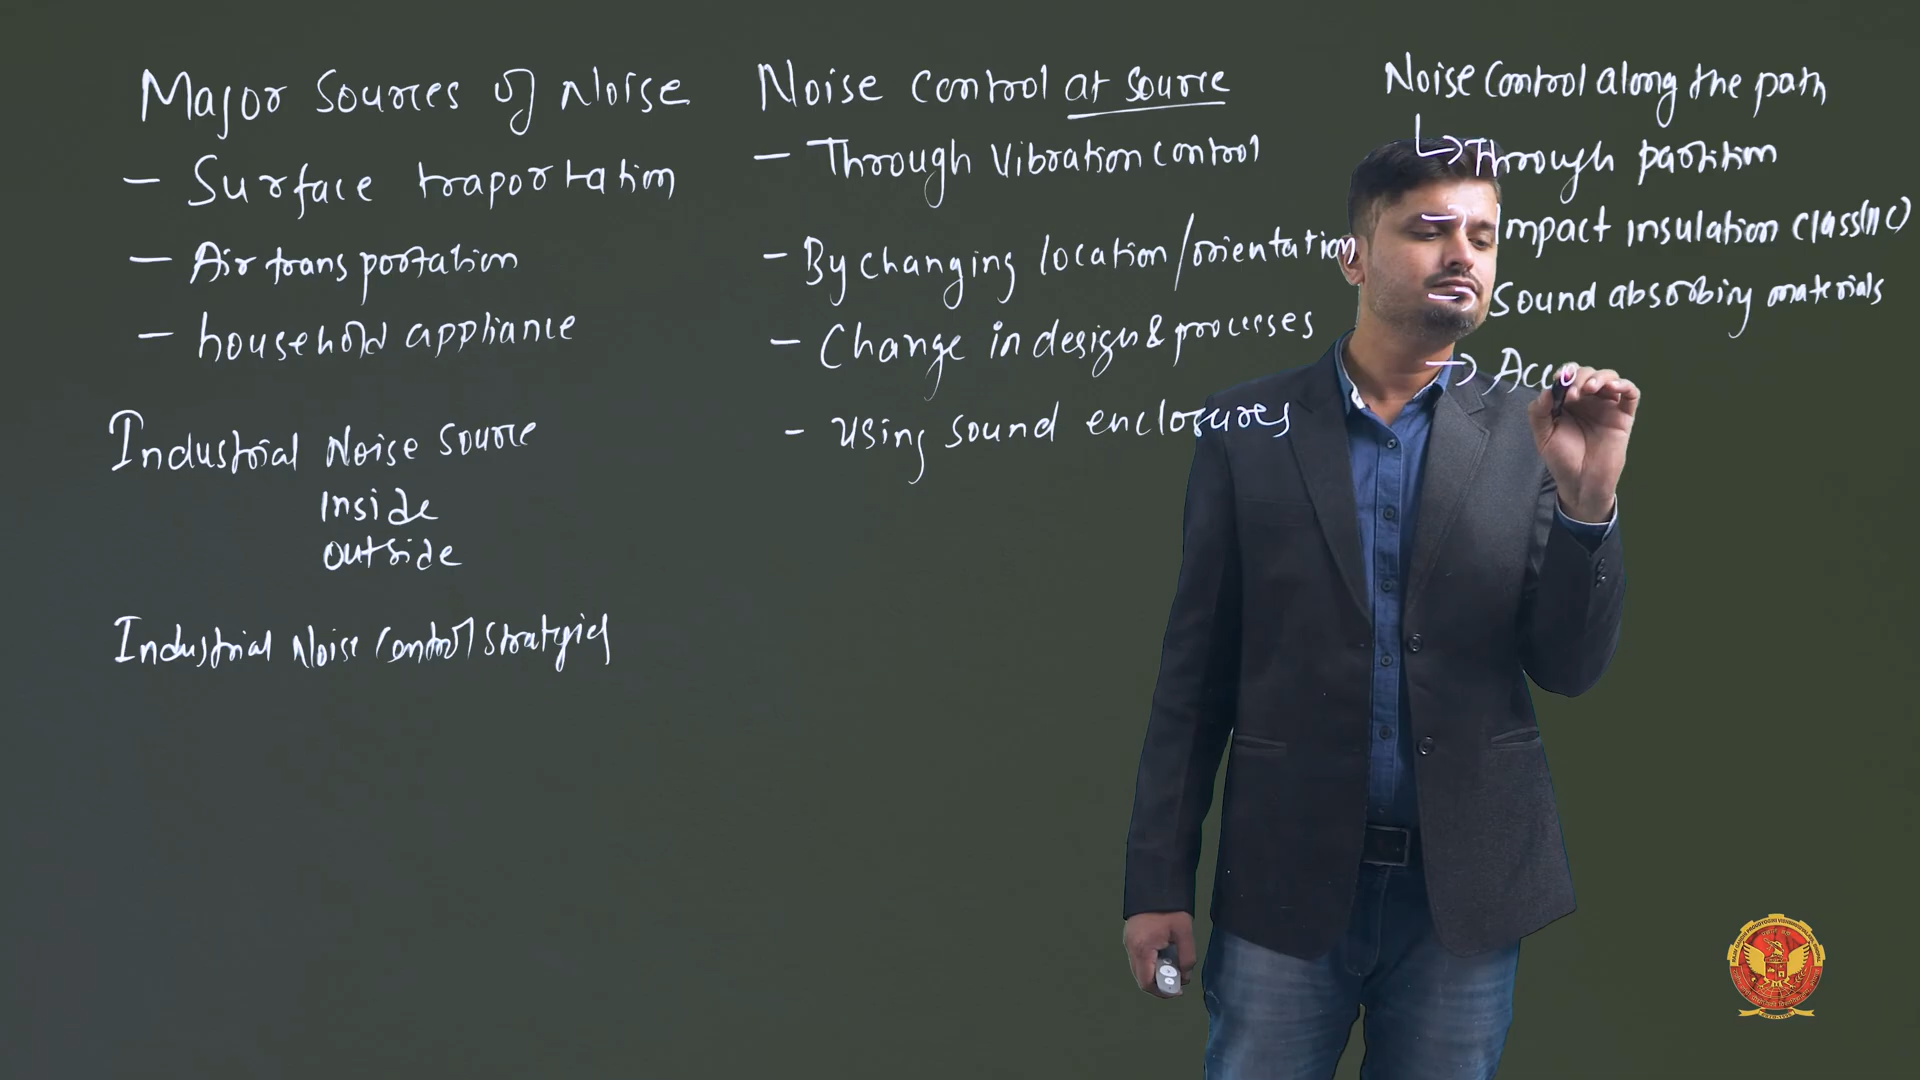 Major Sources of Noise
- Surface traportation
- Air transportation
- household appliance
Industrial Noise Source
Inside
outside
Industrial Noise Control Strategies
Noise control at source
- Through Vibration control
- By changing location/orientation
- Change in design & processes
- using sound enclosures
Noise Control along the path
Through partition
- Impact insulation class(IIC)
- Sound absorbing materials
→ Acco